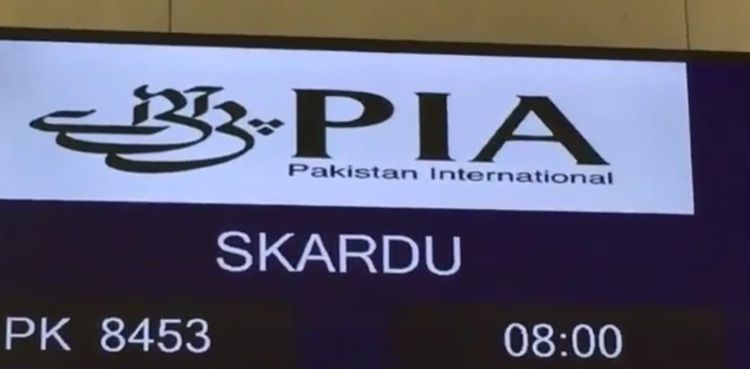 PIA
Pakistan International
SKARDU
PK 8453 08:00